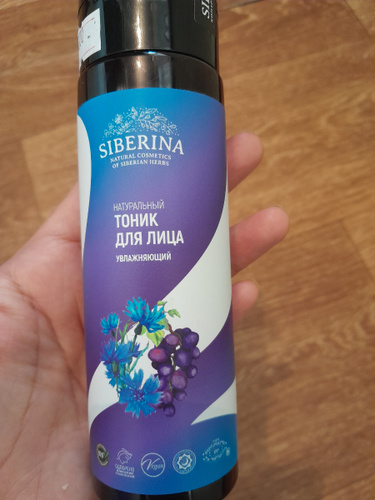 SIBERINA
NATURAL COSMETICS
OF SIBERIAN HERBS
НАТУРАЛЬНЫЙ
ТОНИК
ДЛЯ ЛИЦА
УВЛАЖНЯЮЩИЙ
Vegan